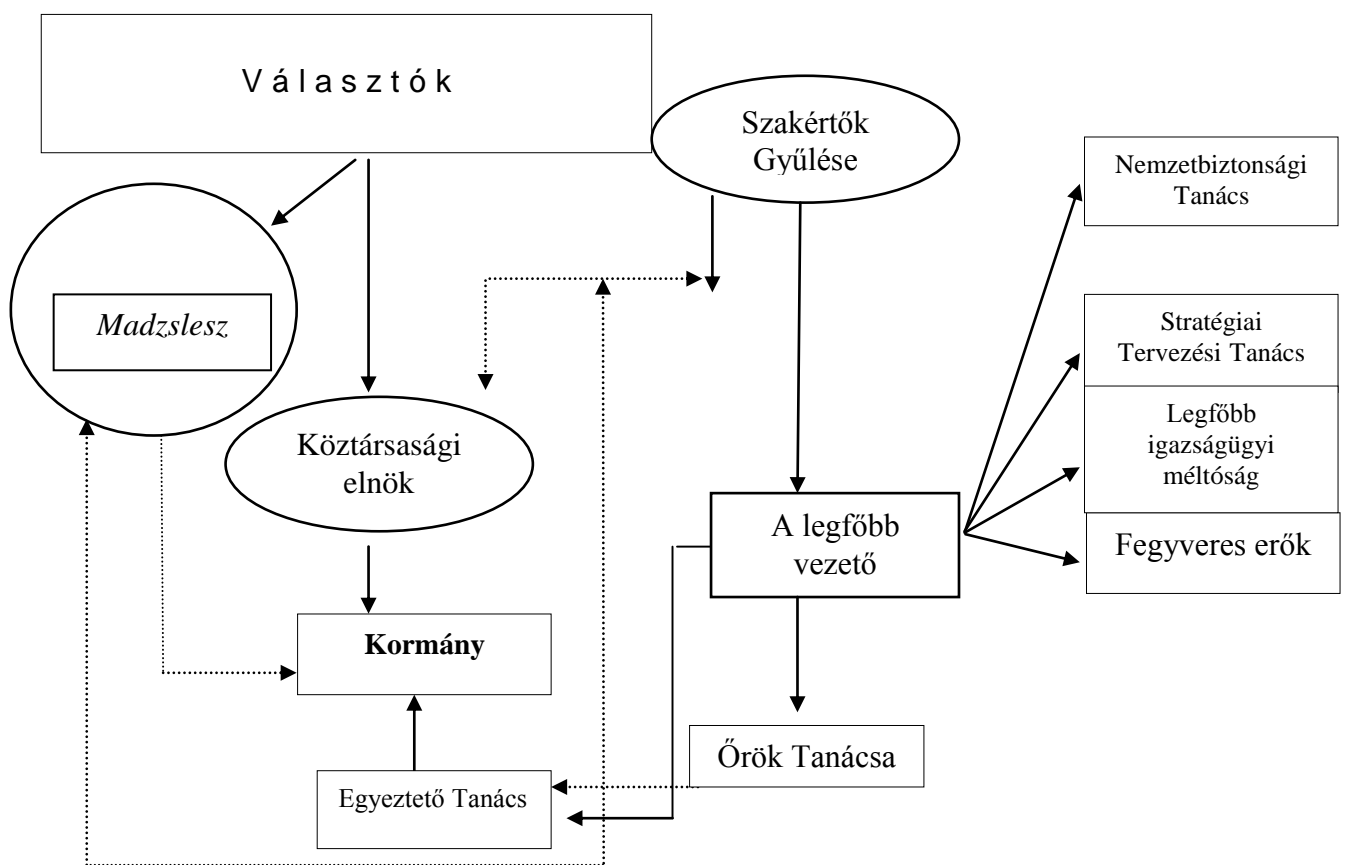 Választók
Szakértők
Gyűlése
Nemzetbiztonsági
Tanács
Madzslesz
Stratégiai
Tervezési Tanács
Legfőbb
igazságügyi
méltóság
Köztársasági
elnök
A legfőbb
vezető
Fegyveres erők
Kormány
Őrök Tanácsa
Egyeztető Tanács